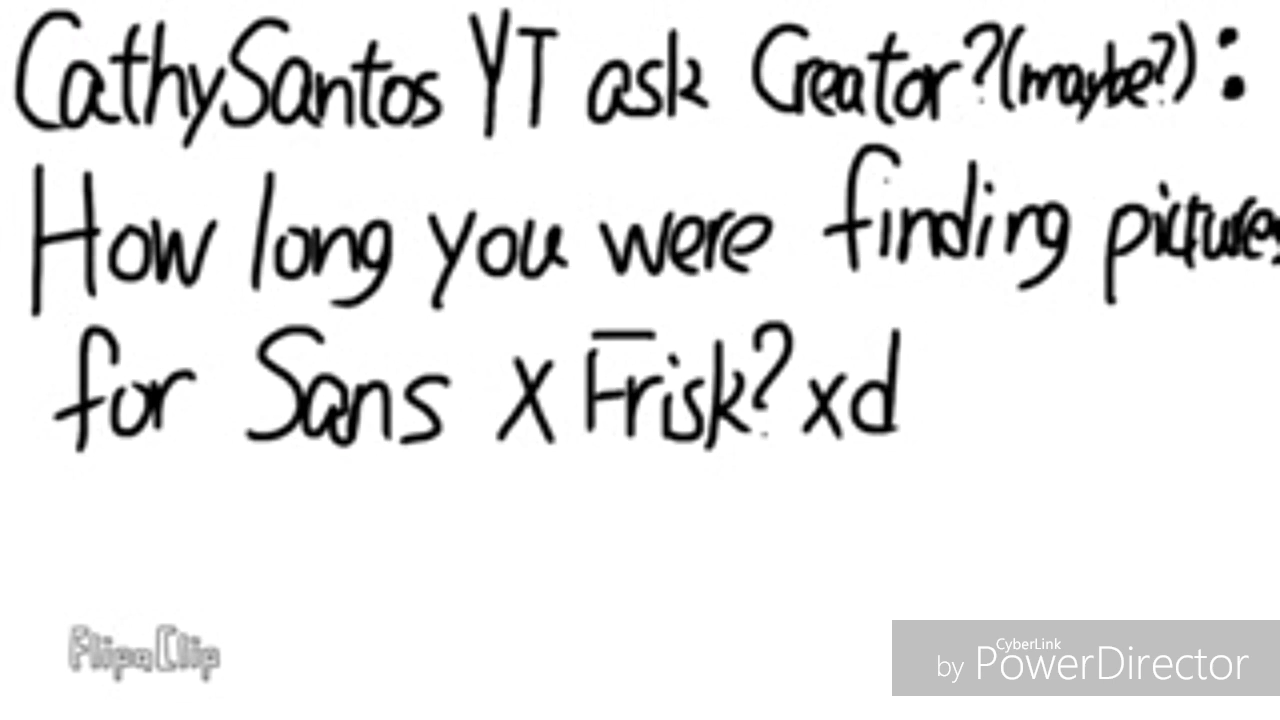 CathySantos YT ask Creator?(maybe?):
How long you were finding pictures
for Sans X Frisk? xd
FlipaClip
CyberLink
by PowerDirector